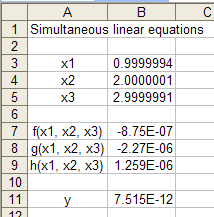 A B C
1 Simultaneous linear equations
2
3 x1 0.9999994
4 x2 2.0000001
5 x3 2.9999991
6
7 f(x1, x2, x3) -8.75E-07
8 g(x1, x2, x3) -2.27E-06
9 h(x1, x2, x3) 1.259E-06
10
11 y 7.515E-12
12